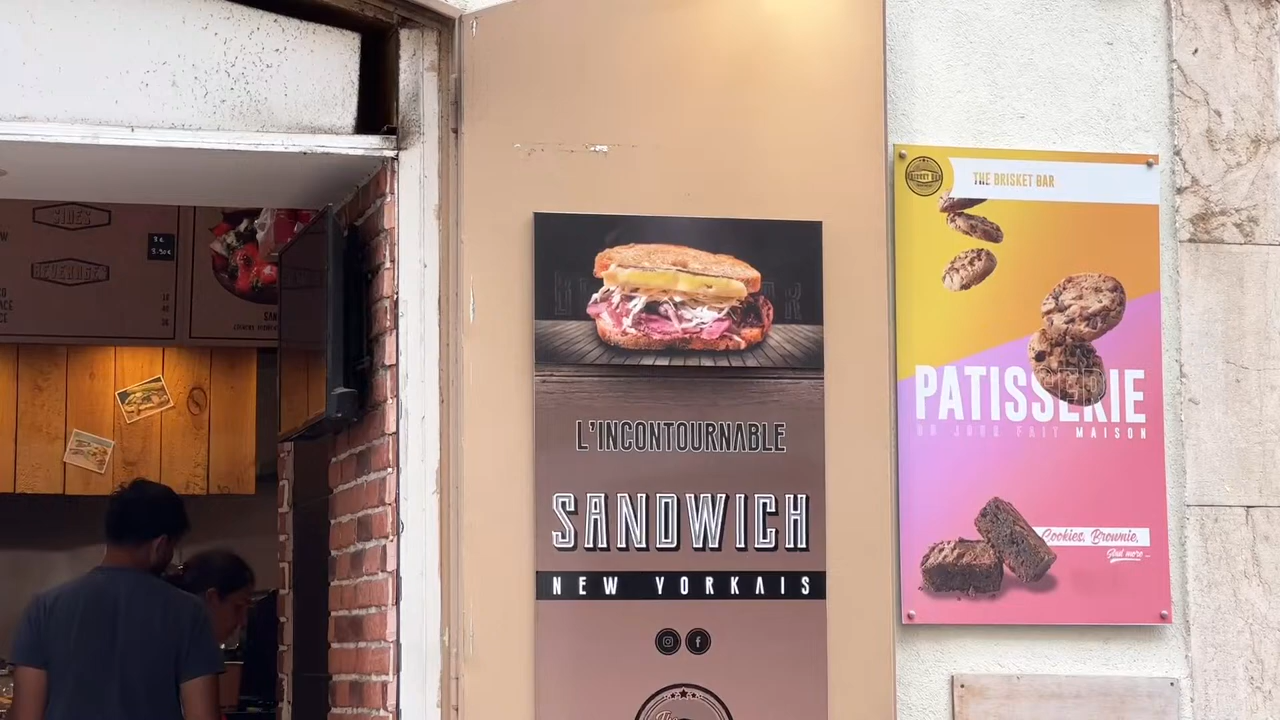 SIDES
BEVERAGES
L'INCONTOURNABLE
SANDWICH
NEW YORKAIS
THE BRISKET BAR
PATISSERIE
FAIT MAISON
Cookies, Brownie,